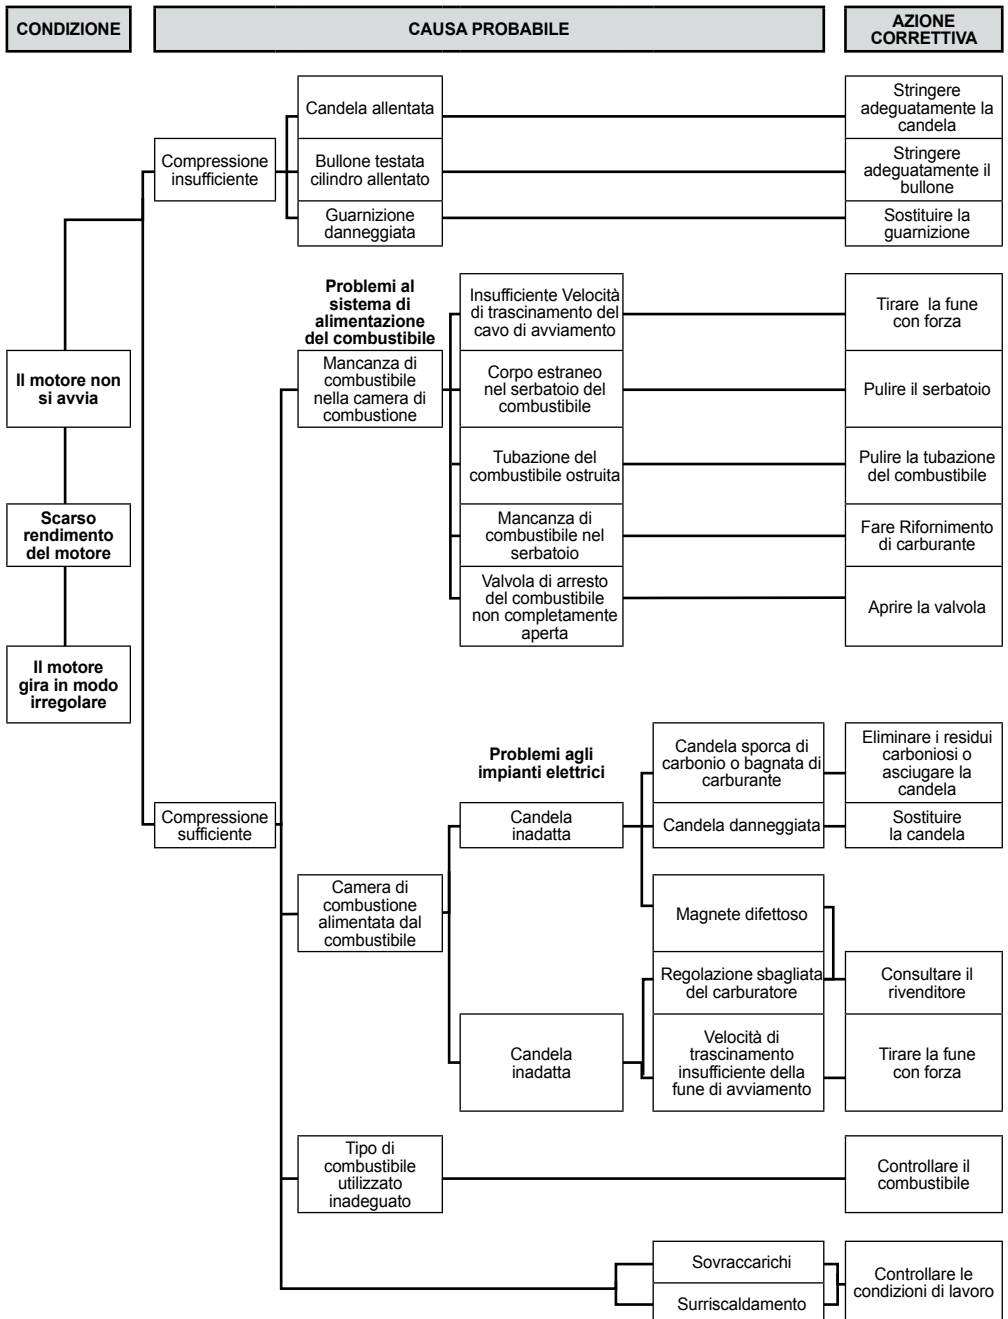 CONDIZIONE
CAUSA PROBABILE
AZIONE
CORRETTIVA
Candela allentata
Stringere
adeguatamente la
candela
Compressione
insufficiente
Bullone testata
cilindro allentato
Stringere
adeguatamente il
bullone
Guarnizione
danneggiata
Sostituire la
guarnizione
Problemi al
sistema di
alimentazione
del combustibile
Insufficiente Velocità
di trascinamento del
cavo di avviamento
Tirare la fune
con forza
Il motore non
si avvia
Mancanza di
combustibile
nella camera di
combustione
Corpo estraneo
nel serbatoio del
combustibile
Pulire il serbatoio
Tubazione del
combustibile ostruita
Pulire la tubazione
del combustibile
Scarso
rendimento
del motore
Mancanza di
combustibile nel
serbatoio
Fare Rifornimento
di carburante
Valvola di arresto
del combustibile
non completamente
aperta
Aprire la valvola
Il motore
gira in modo
irregolare
Problemi agli
impianti elettrici
Candela sporca di
carbonio o bagnata di
carburante
Eliminare i residui
carboniosi o
asciugare la
candela
Compressione
sufficiente
Candela
inadatta
Candela danneggiata
Sostituire
la candela
Camera di
combustione
alimentata dal
combustibile
Magnete difettoso
Regolazione sbagliata
del carburatore
Consultare il
rivenditore
Candela
inadatta
Velocità di
trascinamento
insufficiente della
fune di avviamento
Tirare la fune
con forza
Tipo di
combustibile
utilizzato
inadeguato
Controllare il
combustibile
Sovraccarichi
Surriscaldamento
Controllare le
condizioni di lavoro